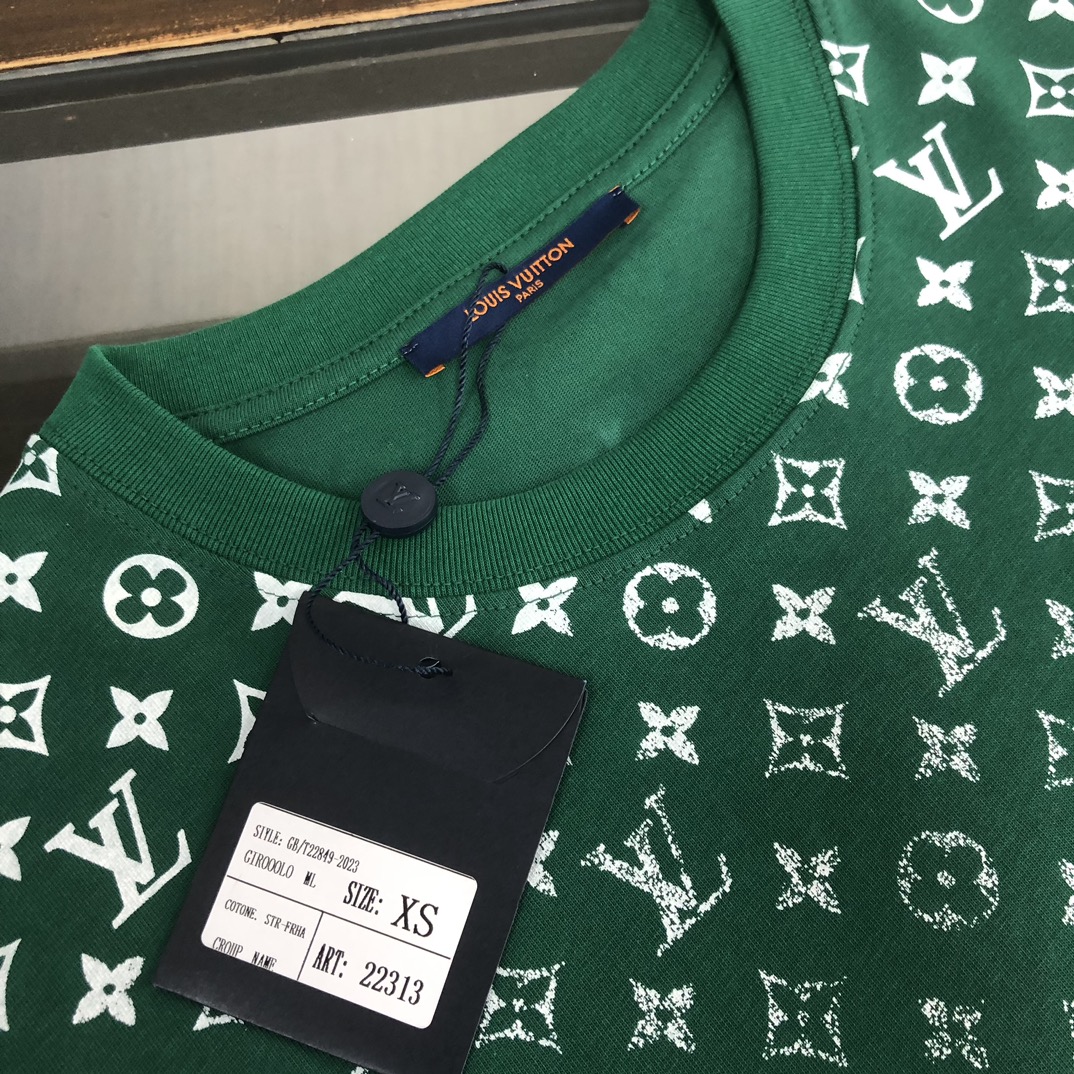 LOUIS VUITTON
PARIS
STYLE: GB/T22849-2023
GIROOOLO ML
SIZE: XS
COTONE. STR-FRHA
GROUP NAME
ART: 22313